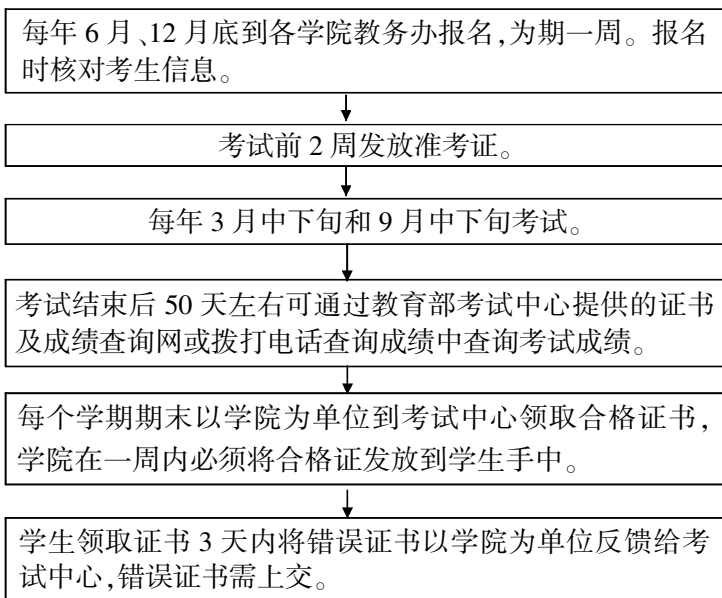 每年 6 月、12 月底到各学院教务办报名,为期一周。报名
时核对考生信息。
考试前 2 周发放准考证。
每年 3 月中下旬和 9 月中下旬考试。
考试结束后 50 天左右可通过教育部考试中心提供的证书
及成绩查询网或拨打电话查询成绩中查询考试成绩。
每个学期期末以学院为单位到考试中心领取合格证书,
学院在一周内必须将合格证发放到学生手中。
学生领取证书 3 天内将错误证书以学院为单位反馈给考
试中心,错误证书需上交。